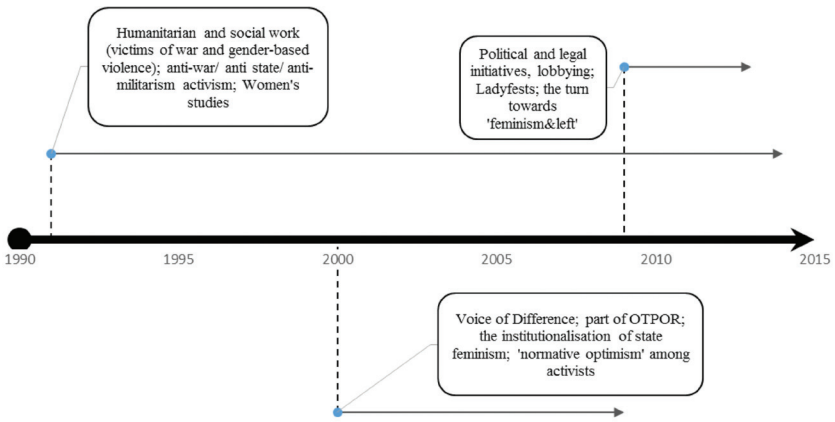 Humanitarian and social work
(victims of war and gender-based
violence); anti-war/ anti state/ anti-
militarism activism; Women's
studies
Political and legal
initiatives, lobbying;
Ladyfests; the turn
towards
'feminism&left'
1990
1995
2000
2005
2010
2015
Voice of Difference; part of OTPOR;
the institutionalisation of state
feminism; 'normative optimism' among
activists